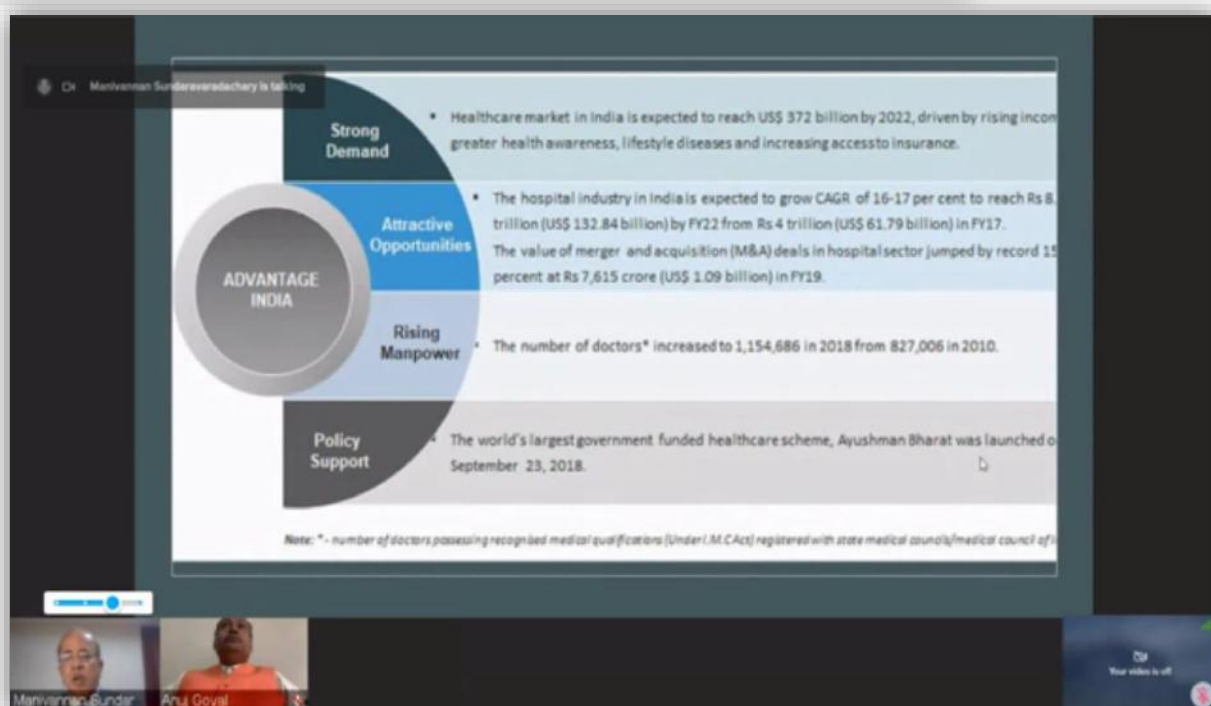 Manivannan Sundaravaradachary is talking
Strong
Demand
• Healthcare market in India is expected to reach US$ 372 billion by 2022, driven by rising incom
greater health awareness, lifestyle diseases and increasing access to insurance.
ADVANTAGE
INDIA
Attractive
Opportunities
• The hospital industry in India is expected to grow CAGR of 16-17 per cent to reach Rs 8.
trillion (US$ 132.84 billion) by FY22 from Rs 4 trillion (US$ 61.79 billion) in FY17.
The value of merger and acquisition (M&A) deals in hospital sector jumped by record 15
percent at Rs 7,615 crore (US$ 1.09 billion) in FY19.
Rising
Manpower
• The number of doctors* increased to 1,154,686 in 2018 from 827,006 in 2010.
Policy
Support
• The world's largest government funded healthcare scheme, Ayushman Bharat was launched o
September 23, 2018.
Note: * - number of doctors possessing recognised medical qualifications (Under I.M.C Act) registered with state medical councils/medical council of
Manivannan Sundar
Anuj Goyal
Your video is off